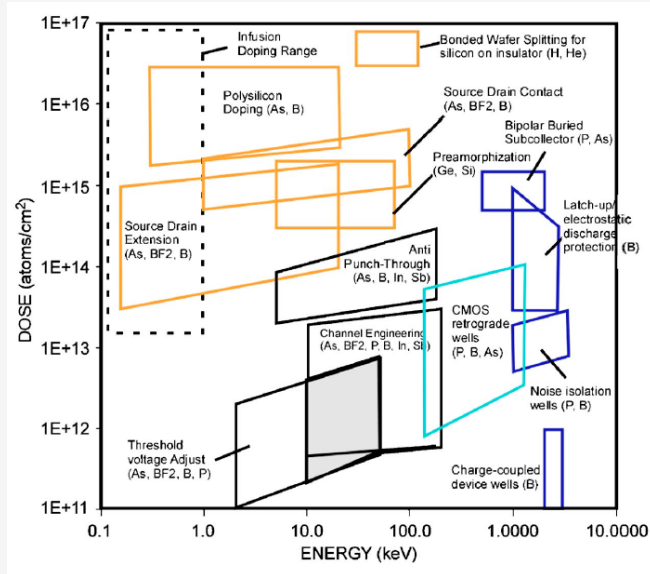 1E+17
1E+16
1E+15
1E+14
1E+13
1E+12
1E+11
DOSE (atoms/cm²)
Infusion
Doping Range
Bonded Wafer Splitting for
silicon on insulator (H, He)
Polysilicon
Doping (As, B)
Source Drain Contact
(As, BF2, B)
Bipolar Buried
Subcollector (P, As)
Preamorphization
(Ge, Si)
Latch-up/
electrostatic
discharge
protection (B)
Source Drain
Extension
(As, BF2, B)
Anti
Punch-Through
(As, B, In, Sb)
Channel Engineering
(As, BF2, P, B, In, Sb)
CMOS
retrograde
wells
(P, B, As)
Noise isolation
wells (P, B)
Threshold
voltage Adjust
(As, BF2, B, P)
Charge-coupled
device wells (B)
0.1
1.0
10.0
100.0
1.0000
10.0000
ENERGY (keV)